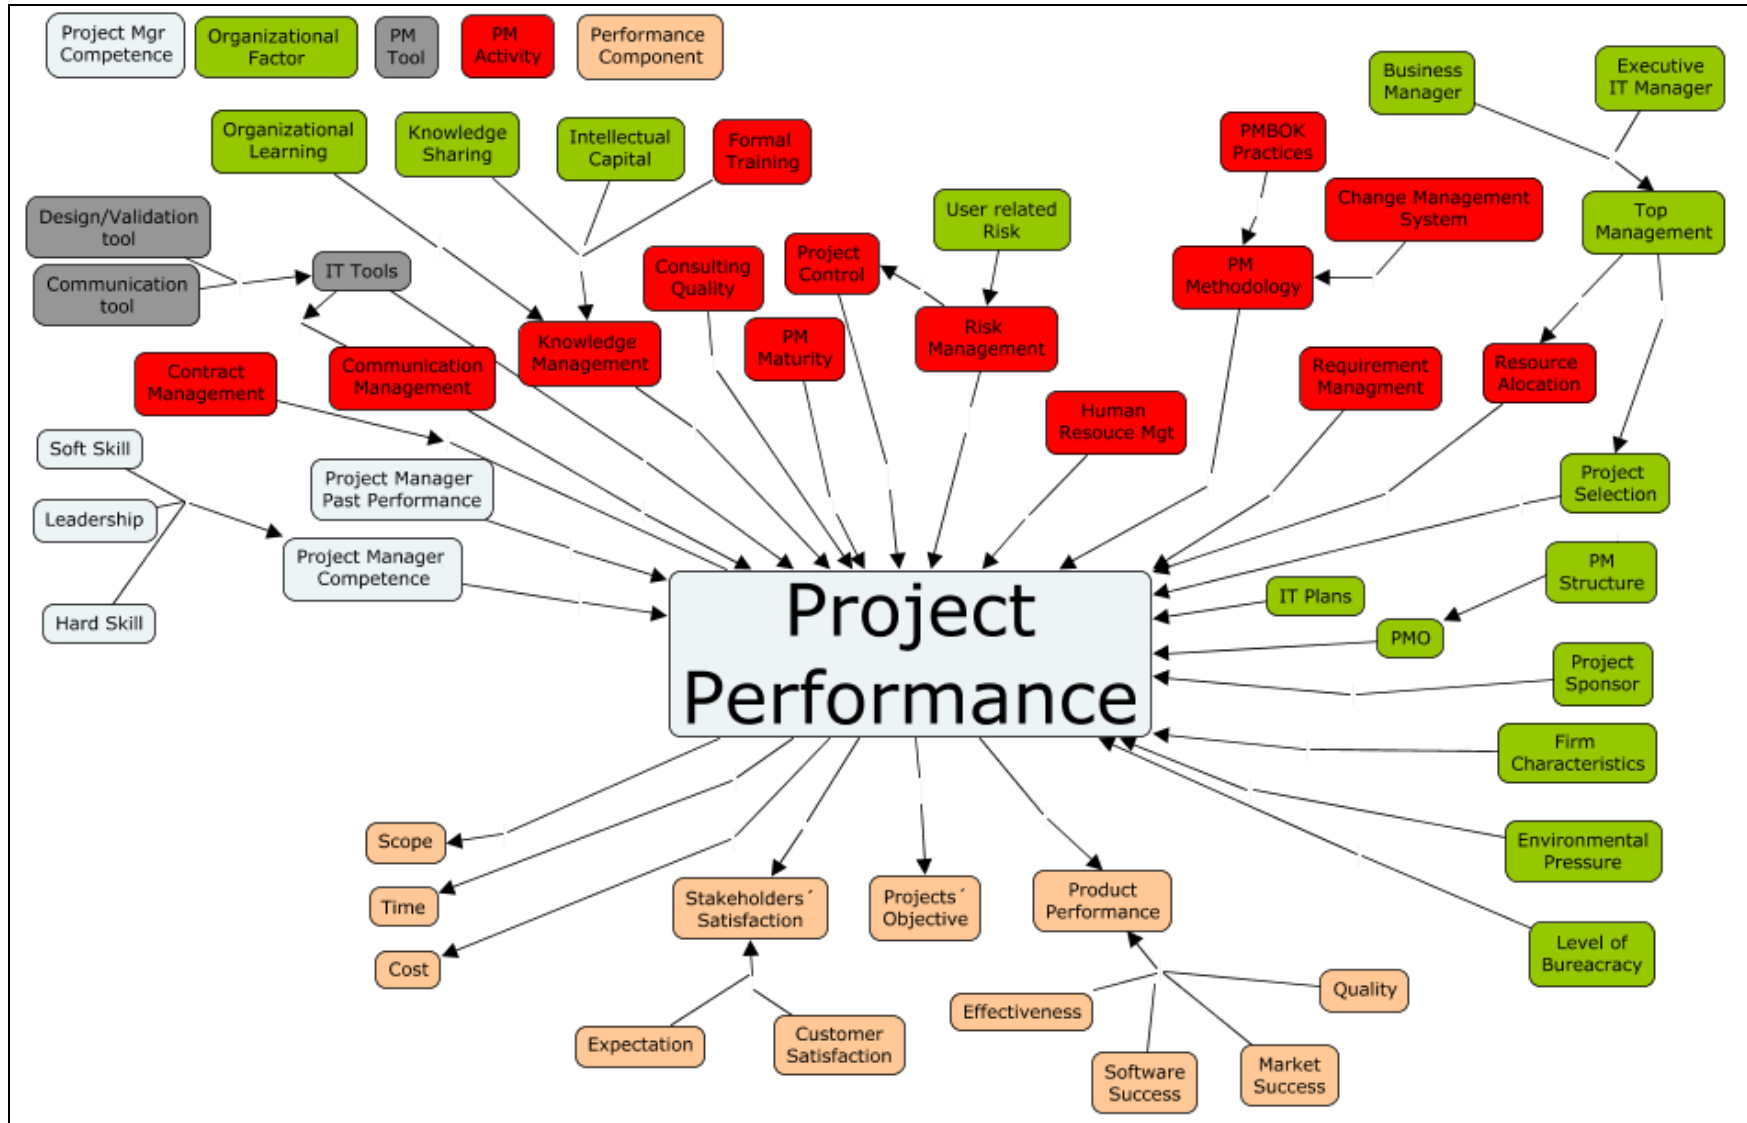 Project Mgr
Competence
Organizational
Factor
PM
Tool
PM
Activity
Performance
Component
Business
Manager
Executive
IT Manager
Organizational
Learning
Knowledge
Sharing
Intellectual
Capital
Formal
Training
PMBOK
Practices
Design/Validation
tool
Communication
tool
IT Tools
User related
Risk
Change Management
System
Top
Management
Consulting
Quality
Project
Control
PM
Methodology
Knowledge
Management
PM
Maturity
Risk
Management
Contract
Management
Communication
Management
Requirement
Managment
Resource
Alocation
Human
Resouce Mgt
Soft Skill
Leadership
Hard Skill
Project Manager
Past Performance
Project Manager
Competence
Project
Selection
PM
Structure
IT Plans
PMO
Project
Sponsor
Project
Performance
Firm
Characteristics
Environmental
Pressure
Level of
Bureacracy
Scope
Time
Cost
Stakeholders´
Satisfaction
Projects´
Objective
Product
Performance
Expectation
Customer
Satisfaction
Effectiveness
Quality
Software
Success
Market
Success